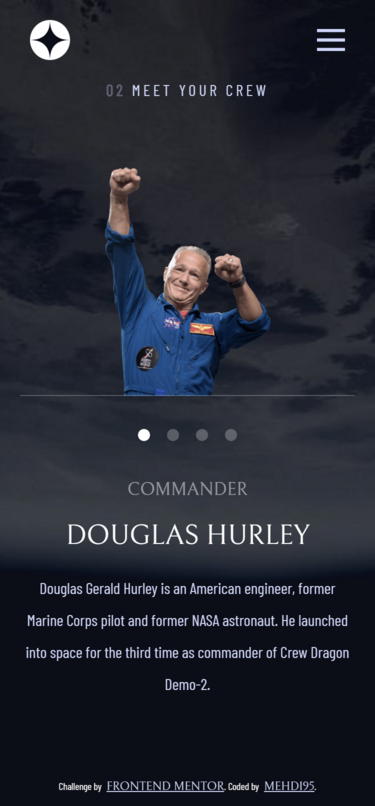 02 MEET YOUR CREW
COMMANDER
DOUGLAS HURLEY
Douglas Gerald Hurley is an American engineer, former
Marine Corps pilot and former NASA astronaut. He launched
into space for the third time as commander of Crew Dragon
Demo-2.
Challenge by FRONTEND MENTOR. Coded by MEHDI95.